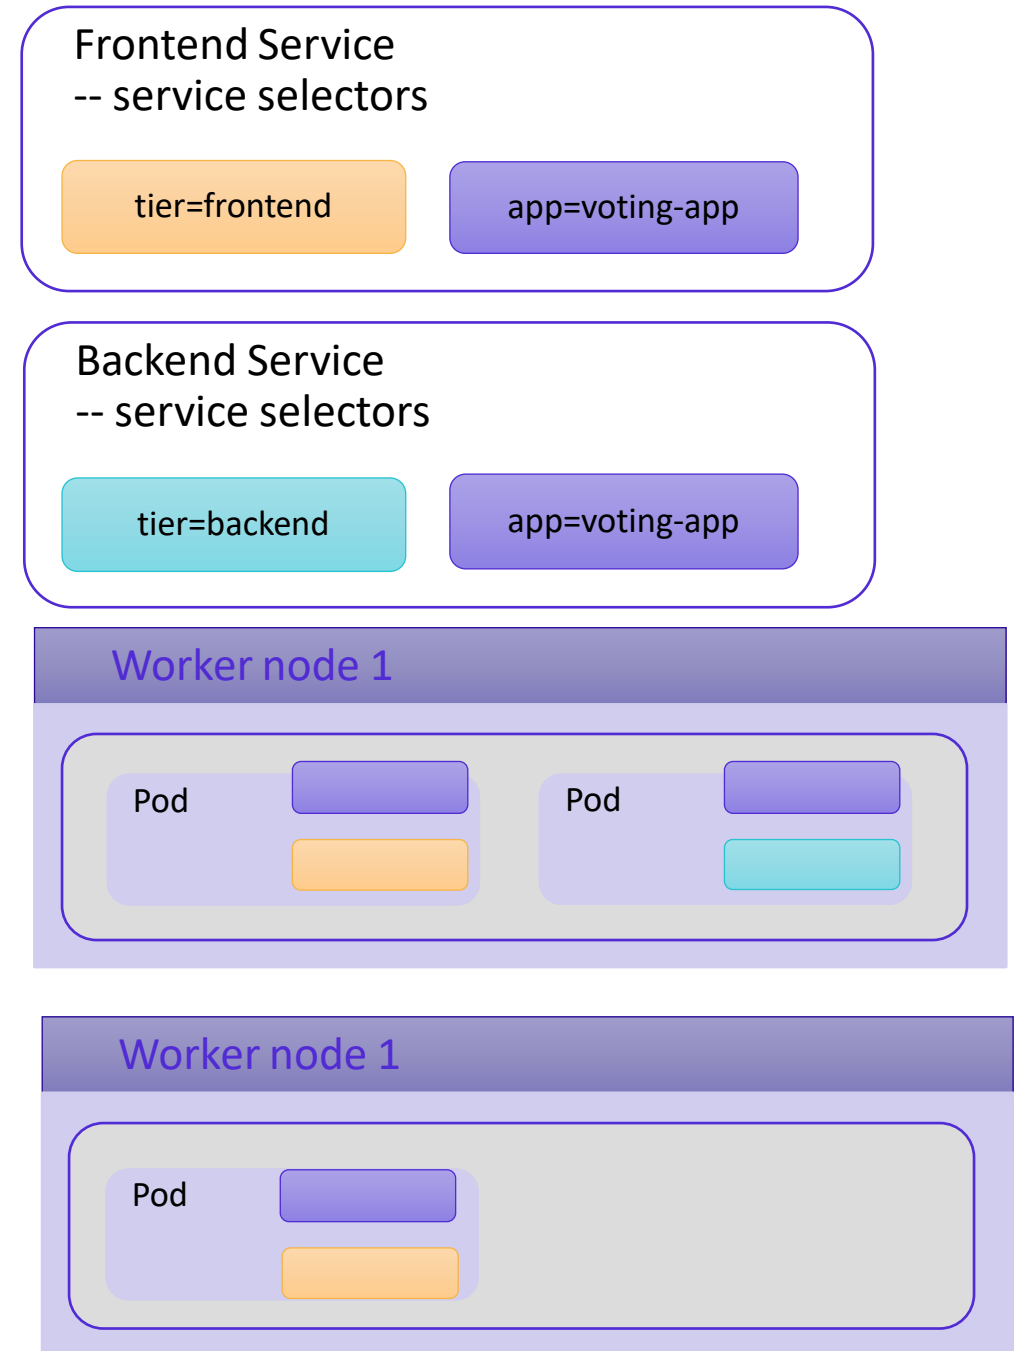 Frontend Service
-- service selectors
tier=frontend
app=voting-app
Backend Service
-- service selectors
tier=backend
app=voting-app
Worker node 1
Pod
Pod
Worker node 1
Pod